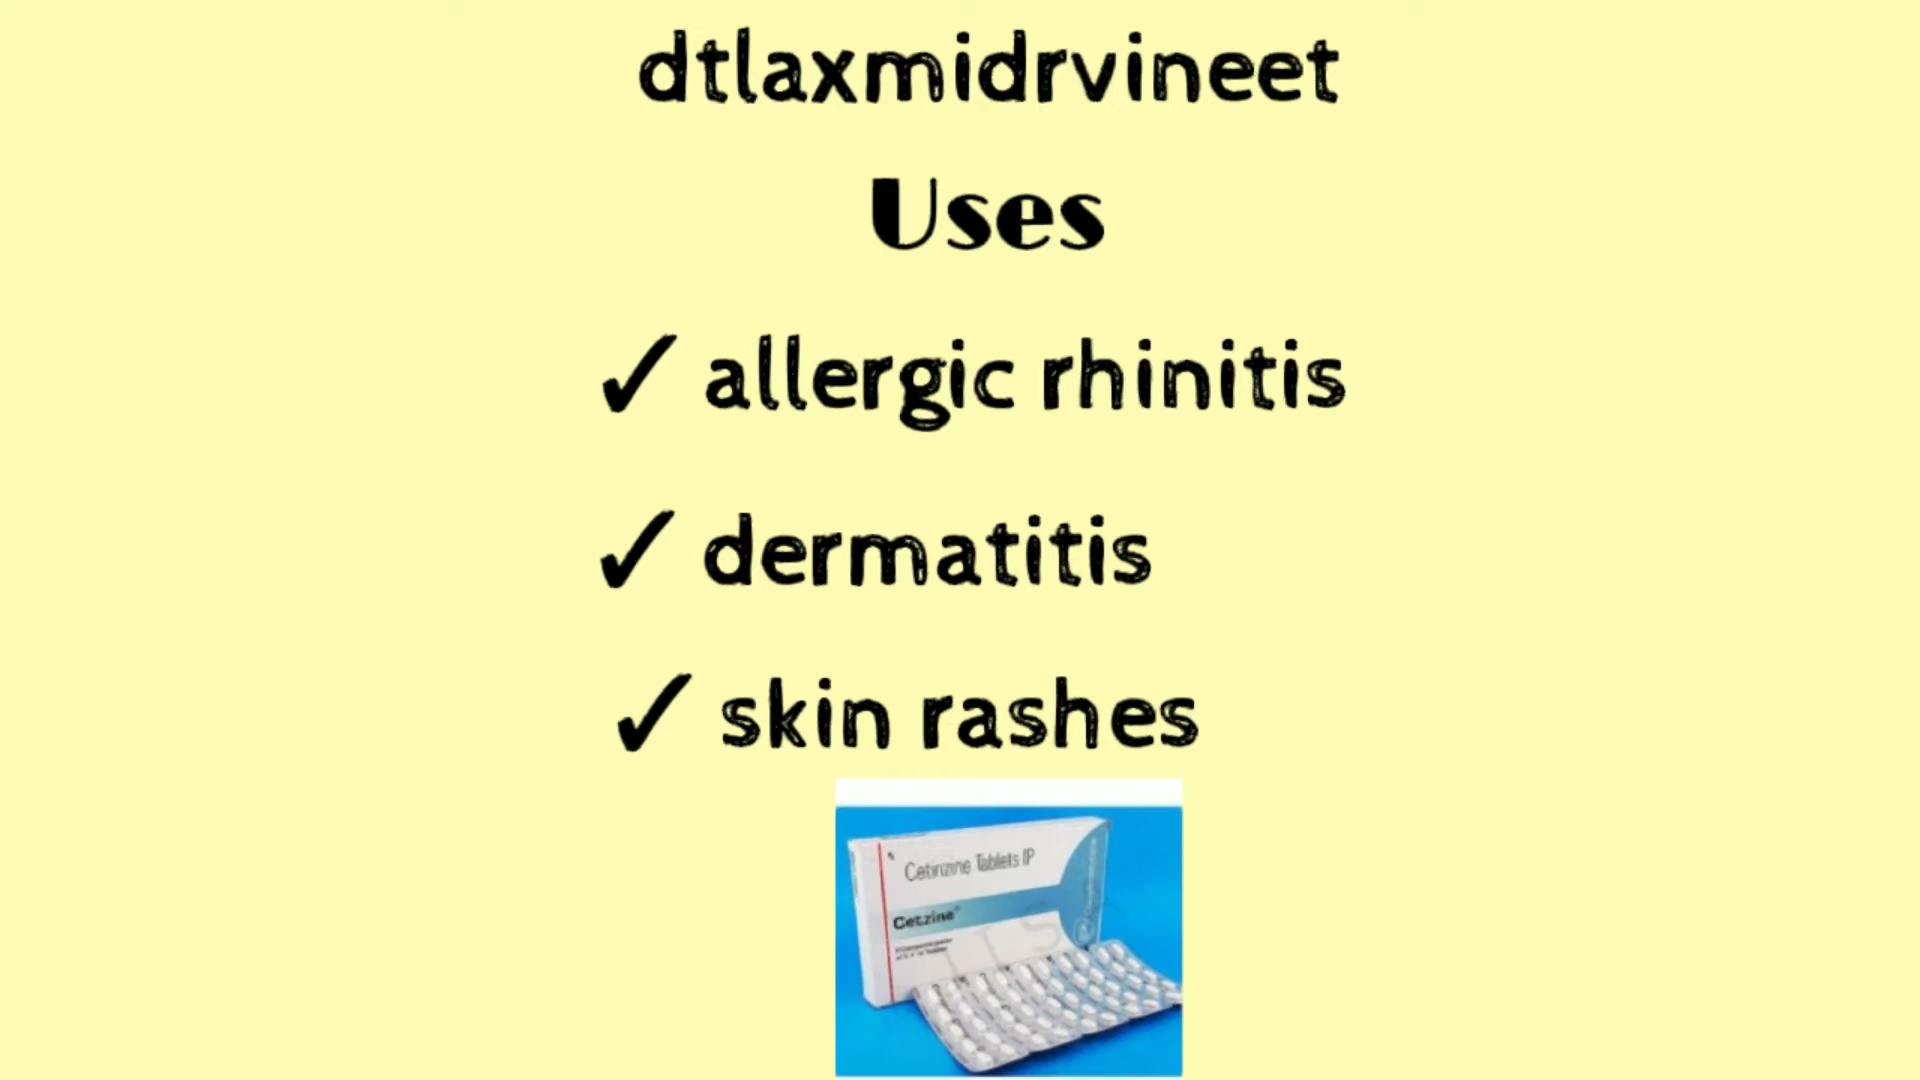 dtlaxmidrvineet
Uses
✓ allergic rhinitis
✓ dermatitis
✓ skin rashes
Cetirizine Tablets IP
Cetzine